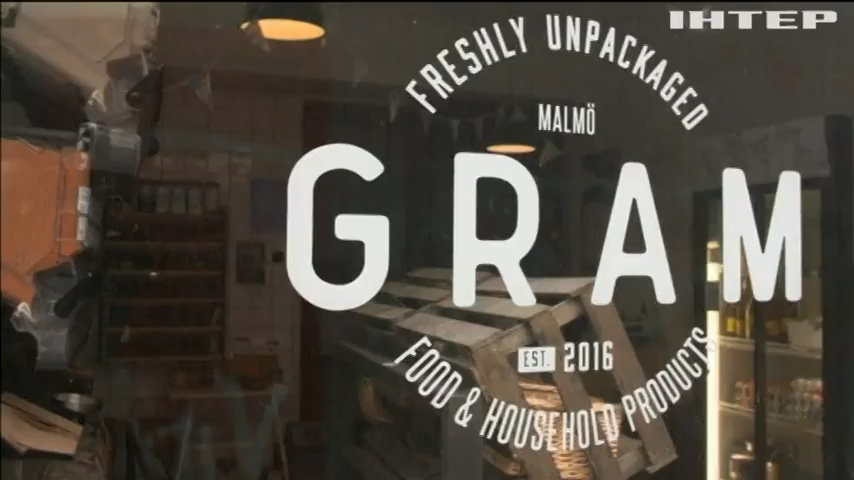 ІНТЕР
FRESHLY UNPACKAGED
MALMÖ
GRAM
EST. 2016
FOOD & HOUSEHOLD PRODUCTS